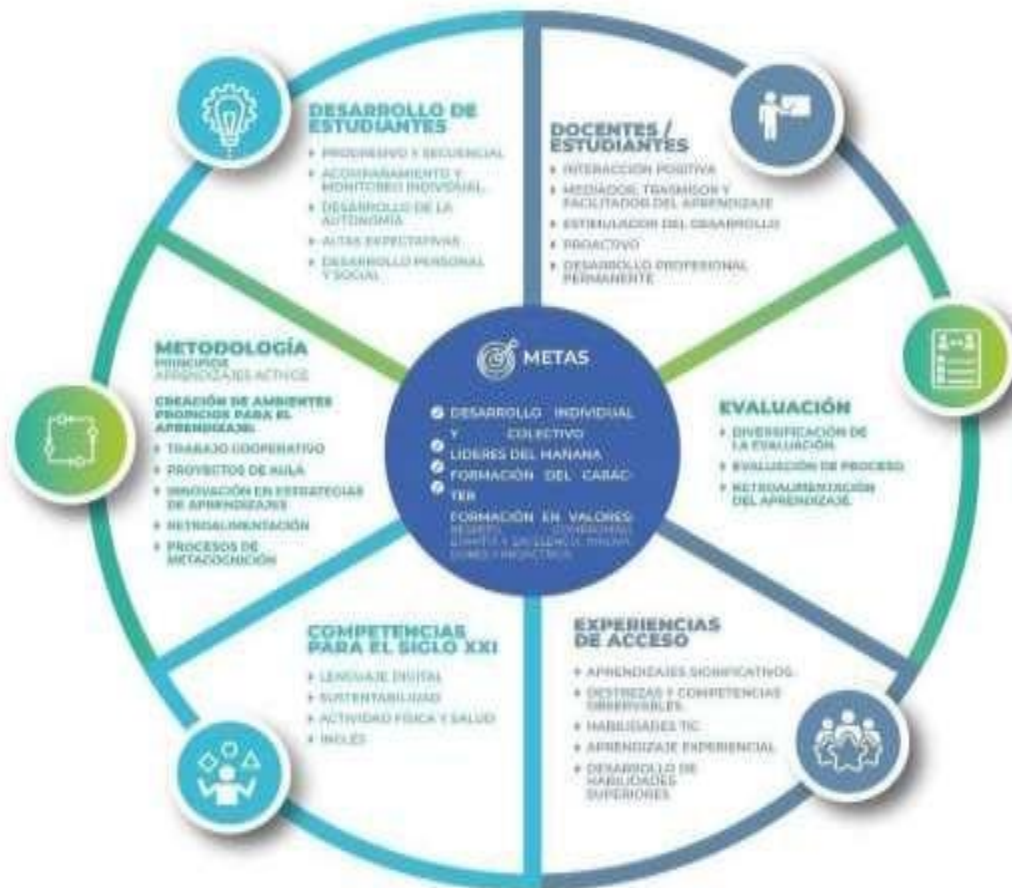 DESARROLLO DE
ESTUDIANTES
PROGRESIVO Y SECUENCIAL
ACOMPAÑAMIENTO Y
MONITOREO INDIVIDUAL
DESARROLLO DE LA
AUTONOMÍA
ALTAS EXPECTATIVAS
DESARROLLO PERSONAL
Y SOCIAL
DOCENTES /
ESTUDIANTES
INTERACCIÓN POSITIVA
MEDIADOR, TRASMISOR Y
FACILITADOR DEL APRENDIZAJE
ESTIMULADOR DEL DESARROLLO
PROACTIVO
DESARROLLO PROFESIONAL
PERMANENTE
METODOLOGÍA
PRINCIPIOS
APRENDIZAJES ACTIVOS
CREACIÓN DE AMBIENTES
PROPICIOS PARA EL
APRENDIZAJE:
TRABAJO COOPERATIVO
PROYECTOS DE AULA
INNOVACIÓN EN ESTRATEGIAS
DE APRENDIZAJES
RETROALIMENTACIÓN
PROCESOS DE
METACOGNICIÓN
METAS
DESARROLLO INDIVIDUAL
Y COLECTIVO
LIDERES DEL MAÑANA
FORMACIÓN DEL CARÁC-
TER
FORMACIÓN EN VALORES:
EVALUACIÓN
DIVERSIFICACIÓN DE
LA EVALUACIÓN
EVALUACIÓN DE PROCESO
RETROALIMENTACIÓN
DEL APRENDIZAJE
COMPETENCIAS
PARA EL SIGLO XXI
LENGUAJE DIGITAL
SUSTENTABILIDAD
ACTIVIDAD FÍSICA Y SALUD
INGLÉS
EXPERIENCIAS
DE ACCESO
APRENDIZAJES SIGNIFICATIVOS
DESTREZAS Y COMPETENCIAS
OBSERVABLES
HABILIDADES TIC
APRENDIZAJE EXPERIENCIAL
DESARROLLO DE
HABILIDADES
SUPERIORES